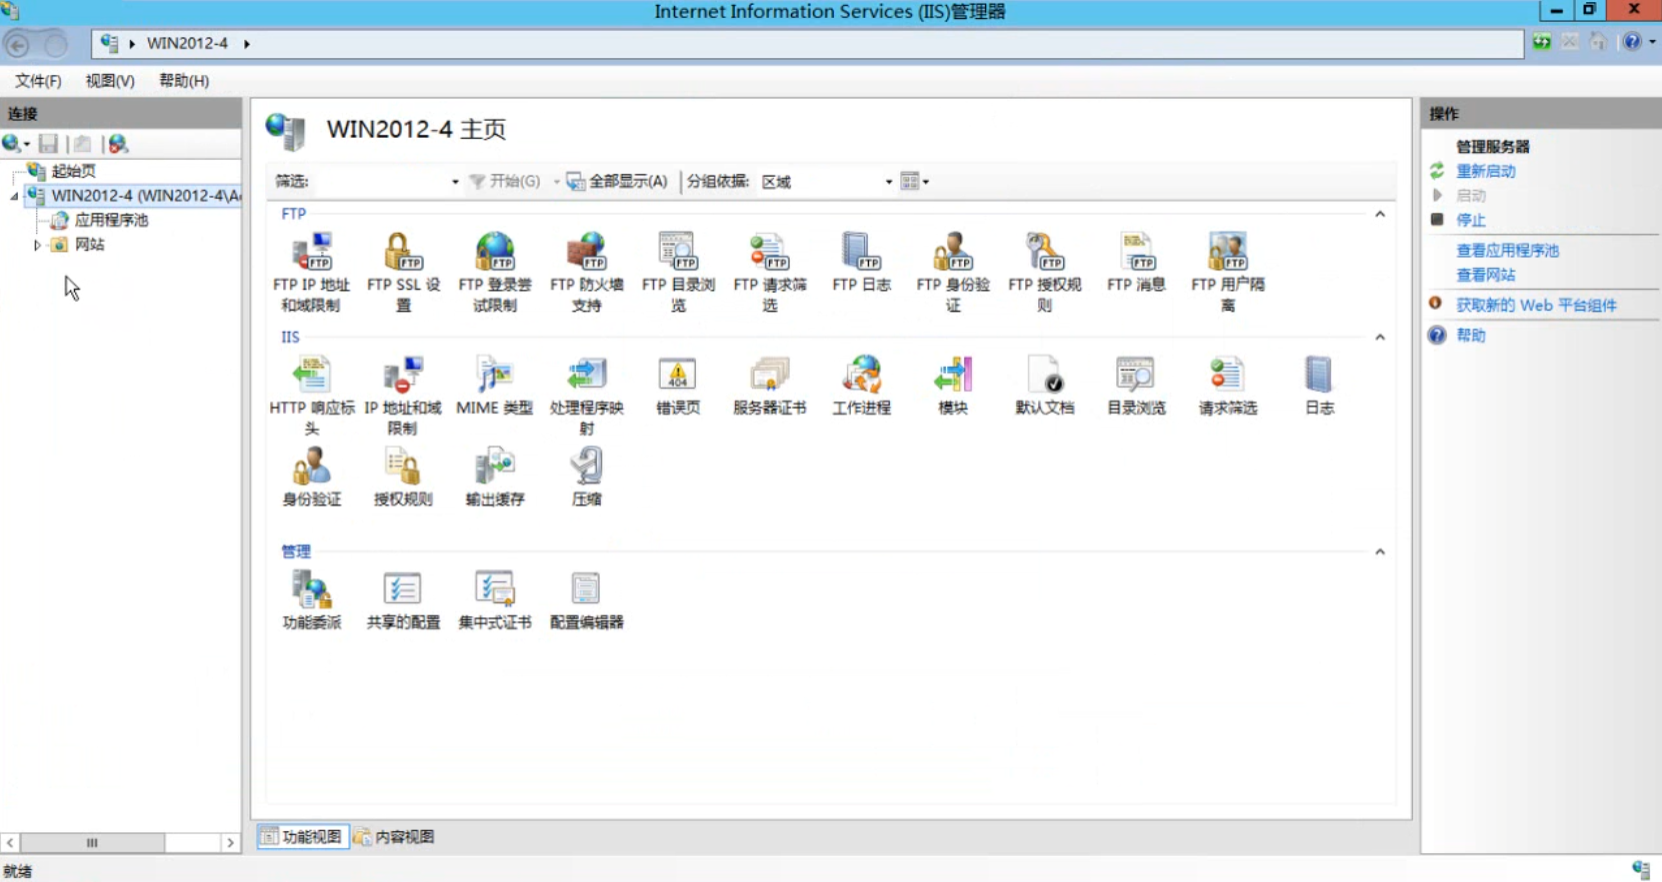 Internet Information Services (IIS)管理器
WIN2012-4
文件(F) 视图(V) 帮助(H)
连接
起始页
WIN2012-4 (WIN2012-4\A
应用程序池
网站
WIN2012-4 主页
筛选: 开始(G) 全部显示(A) 分组依据: 区域
FTP
FTP IP 地址和域限制
FTP SSL 设置
FTP 登录尝试限制
FTP 防火墙支持
FTP 目录浏览
FTP 请求筛选
FTP 日志
FTP 身份验证
FTP 授权规则
FTP 消息
FTP 用户隔离
IIS
HTTP 响应标头
IP 地址和域限制
MIME 类型
处理程序映射
404
错误页
服务器证书
工作进程
模块
默认文档
目录浏览
请求筛选
日志
身份验证
授权规则
输出缓存
压缩
管理
功能委派
共享的配置
集中式证书
配置编辑器
功能视图 内容视图
操作
管理服务器
重新启动
启动
停止
查看应用程序池
查看网站
获取新的 Web 平台组件
帮助
就绪